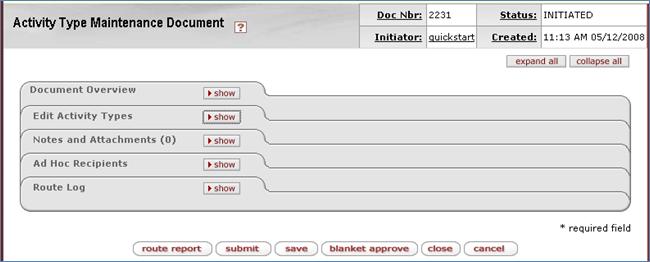 Activity Type Maintenance Document ?
Doc Nbr: 2231 Status: INITIATED
Initiator: quickstart Created: 11:13 AM 05/12/2008
expand all collapse all
Document Overview show
Edit Activity Types show
Notes and Attachments (0) show
Ad Hoc Recipients show
Route Log show
* required field
route report submit save blanket approve close cancel